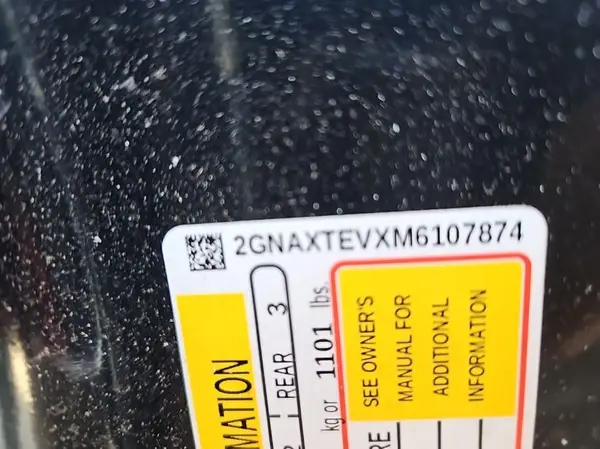 2GNAXTEVXM6107874
MATION
REAR 3
kg or 1101 lbs.
SEE OWNER'S
MANUAL FOR
ADDITIONAL
INFORMATION
RE